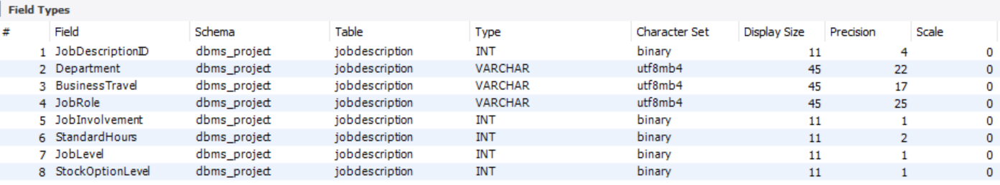 Field Types
# Field Schema Table Type Character Set Display Size Precision Scale
1 JobDescriptionID dbms_project jobdescription INT binary 11 4 0
2 Department dbms_project jobdescription VARCHAR utf8mb4 45 22 0
3 BusinessTravel dbms_project jobdescription VARCHAR utf8mb4 45 17 0
4 JobRole dbms_project jobdescription VARCHAR utf8mb4 45 25 0
5 JobInvolvement dbms_project jobdescription INT binary 11 1 0
6 StandardHours dbms_project jobdescription INT binary 11 2 0
7 JobLevel dbms_project jobdescription INT binary 11 1 0
8 StockOptionLevel dbms_project jobdescription INT binary 11 1 0